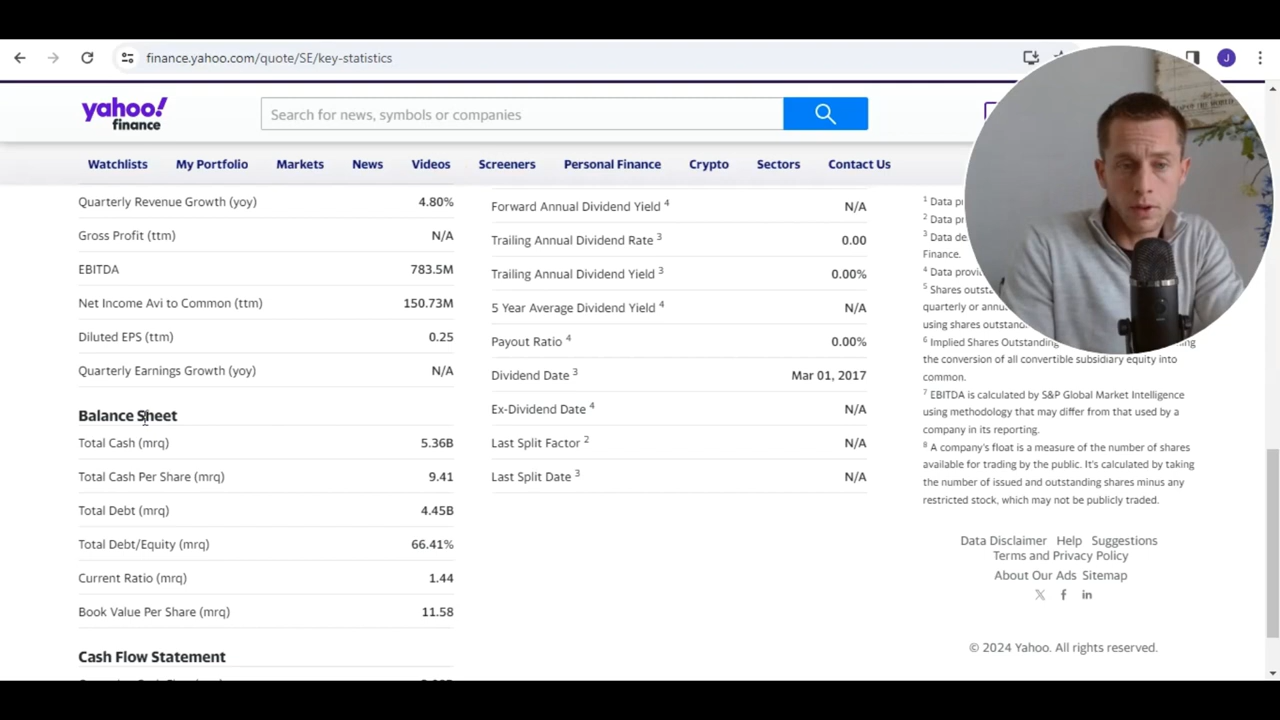 finance.yahoo.com/quote/SE/key-statistics
J
yahoo!
finance
Search for news, symbols or companies
Watchlists My Portfolio Markets News Videos Screeners Personal Finance Crypto Sectors Contact Us
Quarterly Revenue Growth (yoy) 4.80%
Gross Profit (ttm) N/A
EBITDA 783.5M
Net Income Avi to Common (ttm) 150.73M
Diluted EPS (ttm) 0.25
Quarterly Earnings Growth (yoy) N/A
Balance Sheet
Total Cash (mrq) 5.36B
Total Cash Per Share (mrq) 9.41
Total Debt (mrq) 4.45B
Total Debt/Equity (mrq) 66.41%
Current Ratio (mrq) 1.44
Book Value Per Share (mrq) 11.58
Cash Flow Statement
Forward Annual Dividend Yield 4 N/A
Trailing Annual Dividend Rate 3 0.00
Trailing Annual Dividend Yield 3 0.00%
5 Year Average Dividend Yield 4 N/A
Payout Ratio 4 0.00%
Dividend Date 3 Mar 01, 2017
Ex-Dividend Date 4 N/A
Last Split Factor 2 N/A
Last Split Date 3 N/A
1 Data
2 Data
3 Data
Finance.
4 Data
5 Shares
quarterly or
using shares
6 Implied Shares Outstanding
the conversion of all convertible subsidiary equity into
common.
7 EBITDA is calculated by S&P Global Market Intelligence
using methodology that may differ from that used by a
company in its reporting.
8 A company's float is a measure of the number of shares
available for trading by the public. It's calculated by taking
the number of issued and outstanding shares minus any
restricted stock, which may not be publicly traded.
Data Disclaimer Help Suggestions
Terms and Privacy Policy
About Our Ads Sitemap
© 2024 Yahoo. All rights reserved.